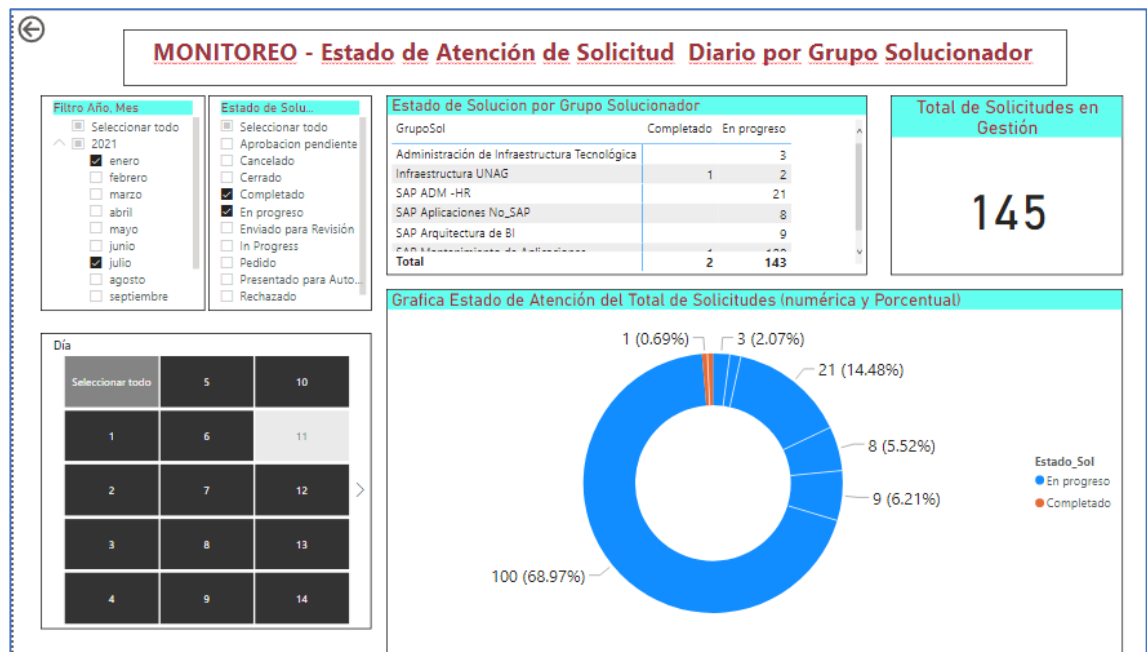 MONITOREO - Estado de Atención de Solicitud Diario por Grupo Solucionador
Filtro Año, Mes
Seleccionar todo
2021
enero
febrero
marzo
abril
mayo
junio
julio
agosto
septiembre
Estado de Solu...
Seleccionar todo
Aprobacion pendiente
Cancelado
Cerrado
Completado
En progreso
Enviado para Revisión
In Progress
Pedido
Presentado para Auto...
Rechazado
Estado de Solucion por Grupo Solucionador
GrupoSol Completado En progreso
Administración de Infraestructura Tecnológica 3
Infraestructura UNAG 1 2
SAP ADM -HR 21
SAP Aplicaciones No_SAP 8
SAP Arquitectura de BI 9
SAP Mantenimiento de Aplicaciones 1 100
Total 2 143
Total de Solicitudes en
Gestión
145
Día
Seleccionar todo 5 10
1 6 11
2 7 12
3 8 13
4 9 14
Grafica Estado de Atención del Total de Solicitudes (numérica y Porcentual)
1 (0.69%)
3 (2.07%)
21 (14.48%)
8 (5.52%)
9 (6.21%)
100 (68.97%)
Estado_Sol
En progreso
Completado